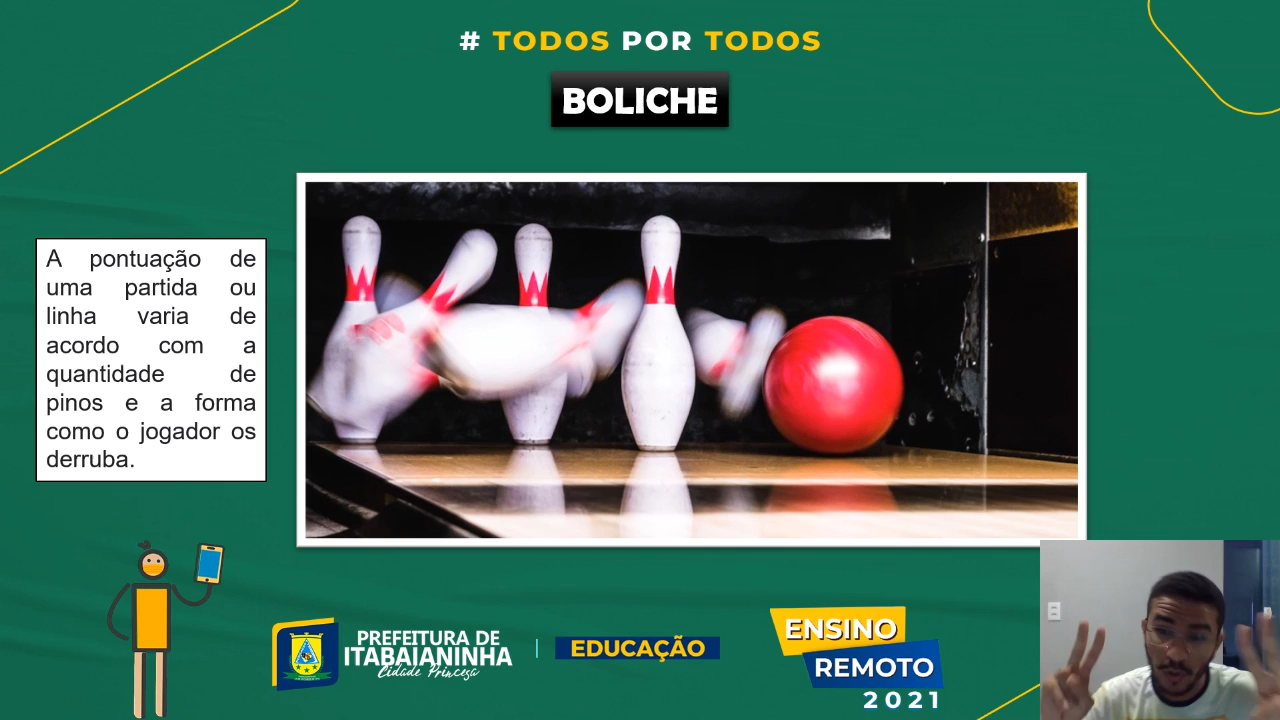 # TODOS POR TODOS
BOLICHE
A pontuação de
uma partida ou
linha varia de
acordo com a
quantidade de
pinos e a forma
como o jogador os
derruba.
PREFEITURA DE
ITABAIANINHA
Cidade Princesa
EDUCAÇÃO
ENSINO
REMOTO
2021